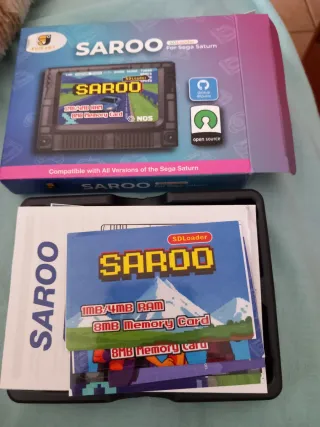 SAROO
For Sega Saturn
SAROO
1MB/4MB RAM
8MB Memory Card
NGS
open source
Compatible with All Versions of the Sega Saturn
SAROO
SAROO
SDLoader
SAROO
1MB/4MB RAM
8MB Memory Card
8MB Memory Card